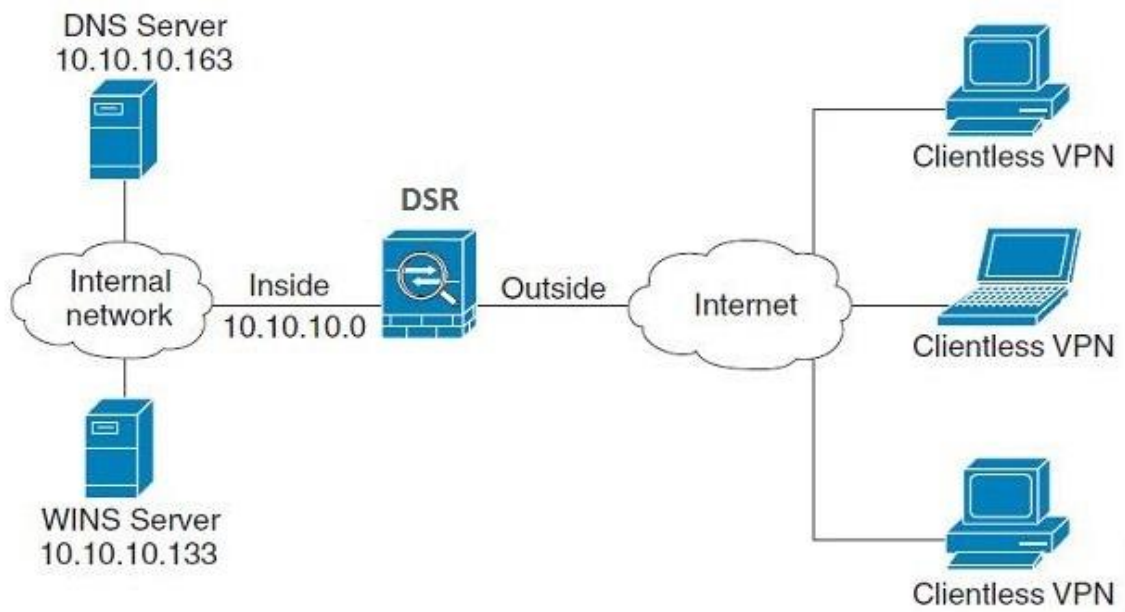 DNS Server
10.10.10.163
DSR
Internal
network
Inside
10.10.10.0
Outside
Internet
WINS Server
10.10.10.133
Clientless VPN
Clientless VPN
Clientless VPN